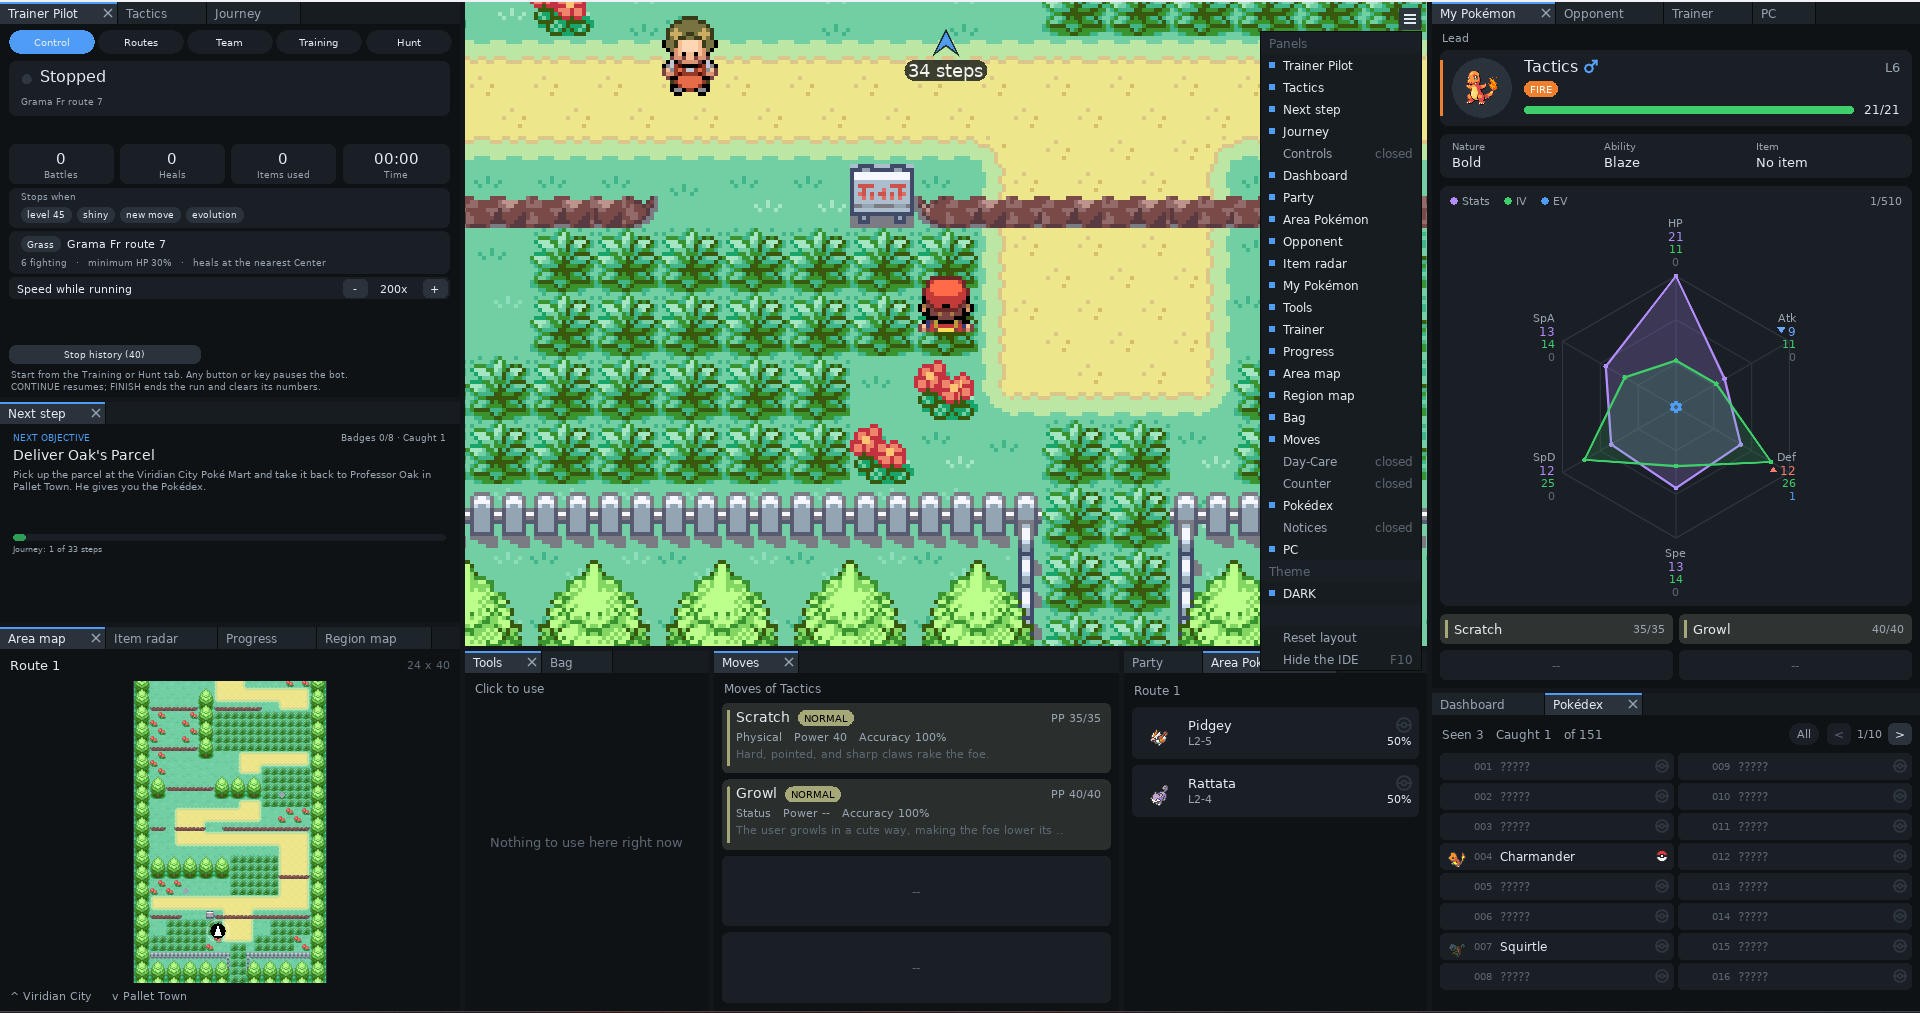 Trainer Pilot
Tactics
Journey
Control
Routes
Team
Training
Hunt
Stopped
Grama Fr route 7
0
Battles
0
Heals
0
Items used
00:00
Time
Stops when
level 45
shiny
new move
evolution
Grass
Grama Fr route 7
6 fighting · minimum HP 30% · heals at the nearest Center
Speed while running
-
200x
+
Stop history (40)
Start from the Training or Hunt tab. Any button or key pauses the bot.
CONTINUE resumes; FINISH ends the run and clears its numbers.
Next step
NEXT OBJECTIVE
Badges 0/8 · Caught 1
Deliver Oak's Parcel
Pick up the parcel at the Viridian City Poké Mart and take it back to Professor Oak in
Pallet Town. He gives you the Pokédex.
Journey: 1 of 33 steps
Area map
Item radar
Progress
Region map
Route 1
24 x 40
^ Viridian City
v Pallet Town
34 steps
Panels
Trainer Pilot
Tactics
Next step
Journey
Controls closed
Dashboard
Party
Area Pokémon
Opponent
Item radar
My Pokémon
Tools
Trainer
Progress
Area map
Region map
Bag
Moves
Day-Care closed
Counter closed
Pokédex
Notices closed
PC
Theme
DARK
Reset layout
Hide the IDE F10
Tools
Bag
Click to use
Nothing to use here right now
Moves
Moves of Tactics
Scratch
NORMAL
PP 35/35
Physical Power 40 Accuracy 100%
Hard, pointed, and sharp claws rake the foe.
Growl
NORMAL
PP 40/40
Status Power -- Accuracy 100%
The user growls in a cute way, making the foe lower its ..
--
--
Party
Area Pok
Route 1
Pidgey
L2-5
50%
Rattata
L2-4
50%
My Pokémon
Opponent
Trainer
PC
Lead
Tactics ♂
L6
FIRE
21/21
Nature
Bold
Ability
Blaze
Item
No item
Stats
IV
EV
1/510
HP
21
11
0
SpA
13
14
0
Atk
9
11
0
SpD
12
25
0
Def
12
26
1
Spe
13
14
0
Scratch 35/35
Growl 40/40
--
--
Dashboard
Pokédex
Seen 3 Caught 1 of 151
All
<
1/10
>
001 ?????
009 ?????
002 ?????
010 ?????
003 ?????
011 ?????
004 Charmander
012 ?????
005 ?????
013 ?????
006 ?????
014 ?????
007 Squirtle
015 ?????
008 ?????
016 ?????